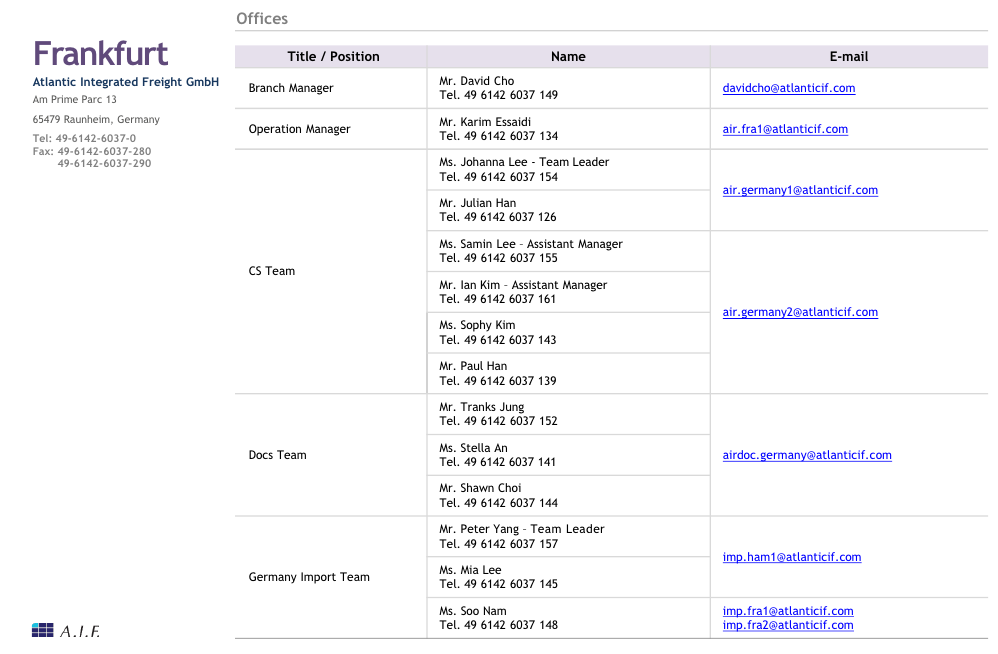 Offices
Frankfurt
Atlantic Integrated Freight GmbH
Am Prime Parc 13
65479 Raunheim, Germany
Tel: 49-6142-6037-0
Fax: 49-6142-6037-280
49-6142-6037-290
Title / Position Name E-mail
Branch Manager
Mr. David Cho
Tel. 49 6142 6037 149
davidcho@atlanticif.com
Operation Manager
Mr. Karim Essaidi
Tel. 49 6142 6037 134
air.fra1@atlanticif.com
CS Team
Ms. Johanna Lee - Team Leader
Tel. 49 6142 6037 154
Mr. Julian Han
Tel. 49 6142 6037 126
air.germany1@atlanticif.com
Ms. Samin Lee – Assistant Manager
Tel. 49 6142 6037 155
Mr. Ian Kim – Assistant Manager
Tel. 49 6142 6037 161
Ms. Sophy Kim
Tel. 49 6142 6037 143
Mr. Paul Han
Tel. 49 6142 6037 139
air.germany2@atlanticif.com
Docs Team
Mr. Tranks Jung
Tel. 49 6142 6037 152
Ms. Stella An
Tel. 49 6142 6037 141
Mr. Shawn Choi
Tel. 49 6142 6037 144
airdoc.germany@atlanticif.com
Germany Import Team
Mr. Peter Yang – Team Leader
Tel. 49 6142 6037 157
Ms. Mia Lee
Tel. 49 6142 6037 145
imp.ham1@atlanticif.com
Ms. Soo Nam
Tel. 49 6142 6037 148
imp.fra1@atlanticif.com
imp.fra2@atlanticif.com
A.I.F.